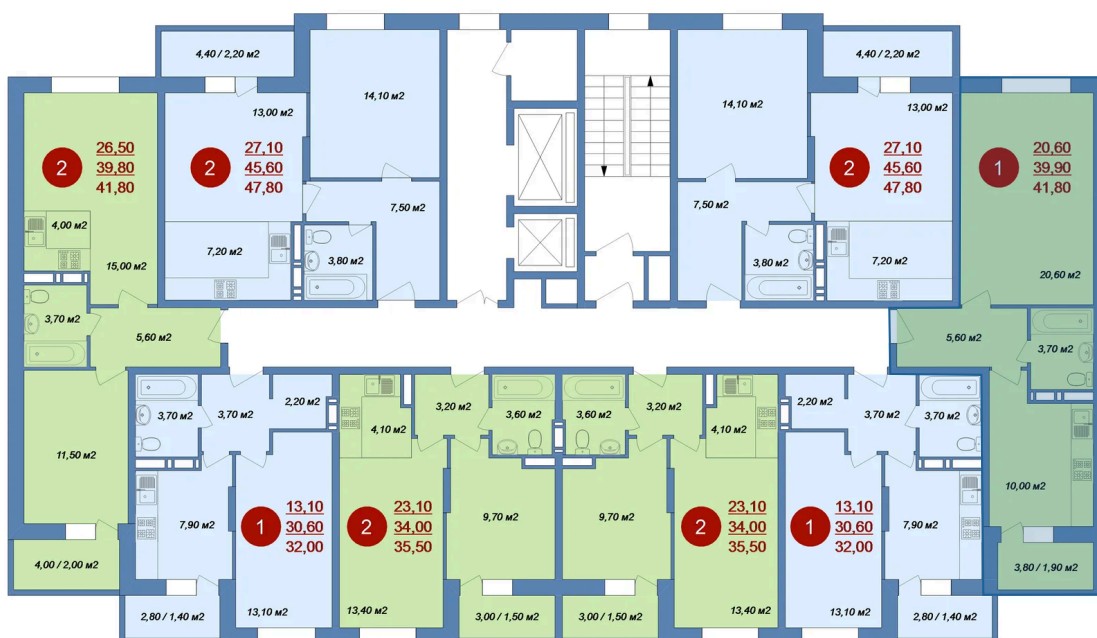 4,40 / 2,20 м2
14,10 м2
13,00 м2
2
26,50
39,80
41,80
2
27,10
45,60
47,80
4,00 м2
15,00 м2
7,20 м2
7,50 м2
3,80 м2
14,10 м2
4,40 / 2,20 м2
13,00 м2
2
27,10
45,60
47,80
1
20,60
39,90
41,80
7,50 м2
3,80 м2
7,20 м2
20,60 м2
3,70 м2
5,60 м2
5,60 м2
3,70 м2
11,50 м2
4,00 / 2,00 м2
3,70 м2
3,70 м2
2,20 м2
7,90 м2
1
13,10
30,60
32,00
13,10 м2
2,80 / 1,40 м2
4,10 м2
3,20 м2
3,60 м2
2
23,10
34,00
35,50
9,70 м2
13,40 м2
3,00 / 1,50 м2
3,60 м2
3,20 м2
4,10 м2
9,70 м2
2
23,10
34,00
35,50
3,00 / 1,50 м2
13,40 м2
2,20 м2
3,70 м2
3,70 м2
1
13,10
30,60
32,00
7,90 м2
13,10 м2
2,80 / 1,40 м2
10,00 м2
3,80 / 1,90 м2